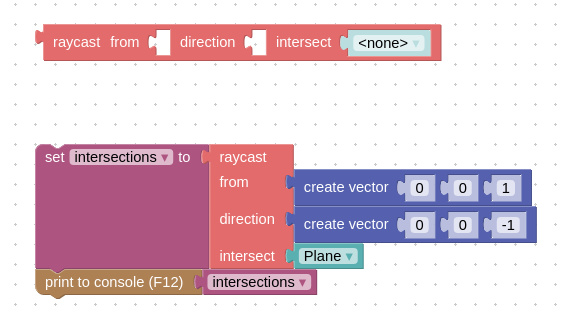 raycast from direction intersect <none>
set intersections to raycast
from create vector 0 0 1
direction create vector 0 0 -1
intersect Plane
print to console (F12) intersections